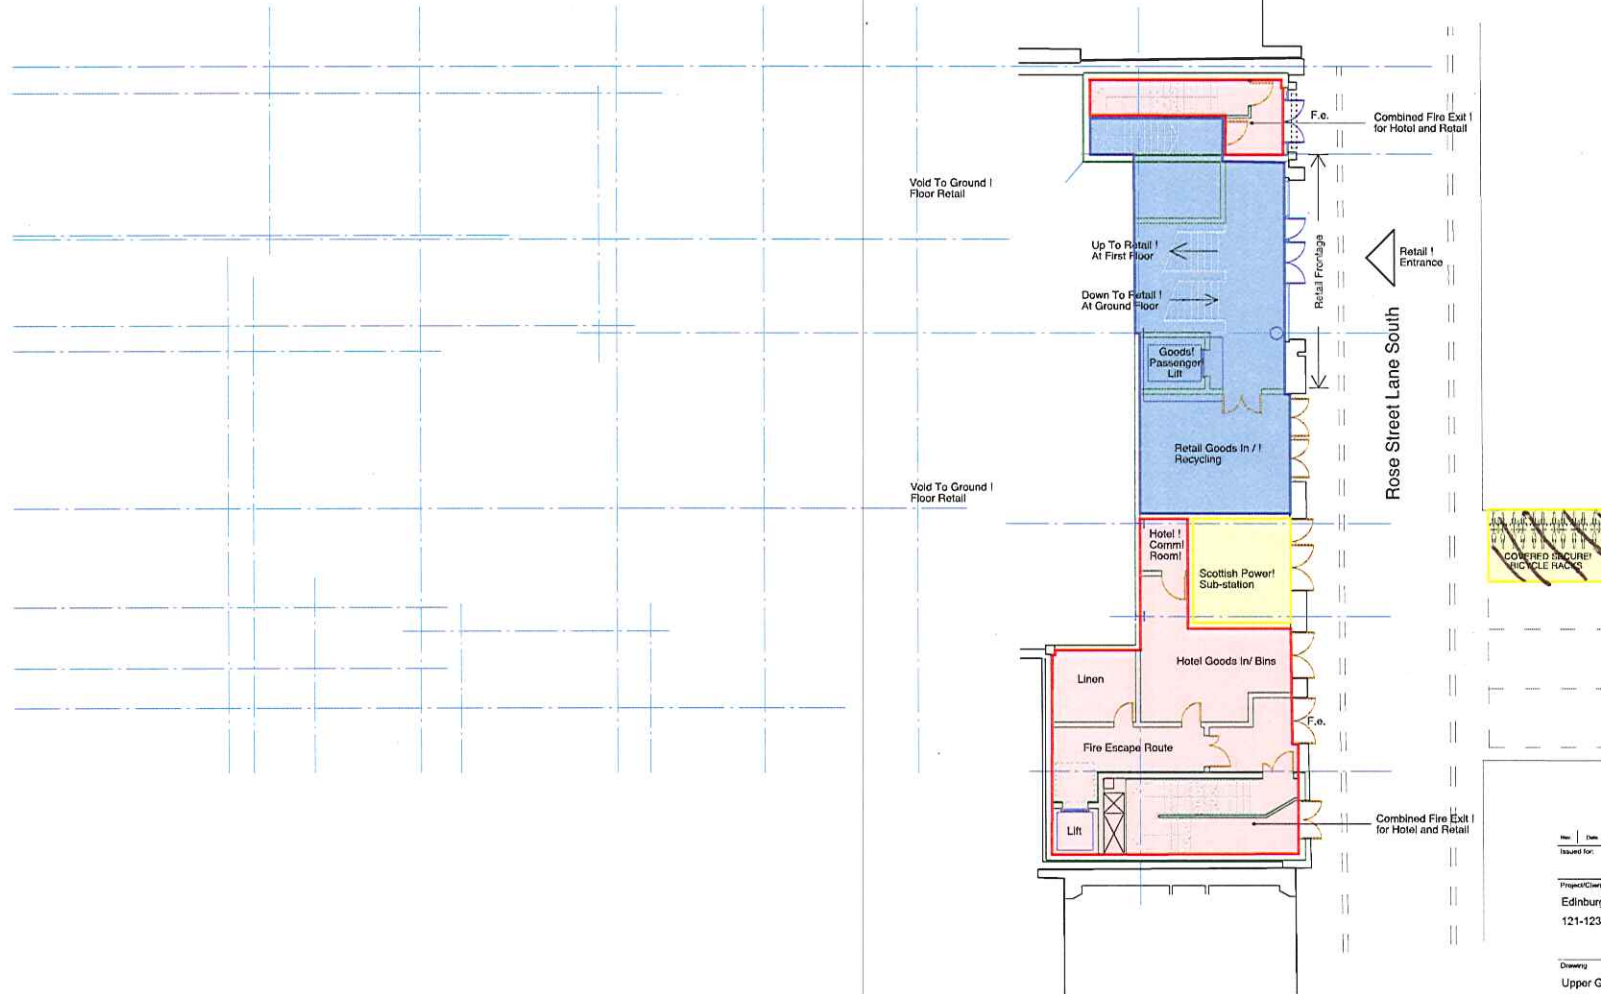 F.e.
Combined Fire Exit !
for Hotel and Retail
Void To Ground !
Floor Retail
Up To Retail !
At First Floor
Retail Frontage
Retail !
Entrance
Down To Retail !
At Ground Floor
Rose Street Lane South
Goods!
Passenger
Lift
Retail Goods In / !
Recycling
Void To Ground !
Floor Retail
Hotel !
Comm!
Room!
Scottish Power!
Sub-station
COVERED SECURE!
BICYCLE RACKS
Hotel Goods In/ Bins
Linen
F.e.
Fire Escape Route
Lift
Combined Fire Exit !
for Hotel and Retail
Issued for:
Project/Clien
Edinburg
121-123
Drawing
Upper G